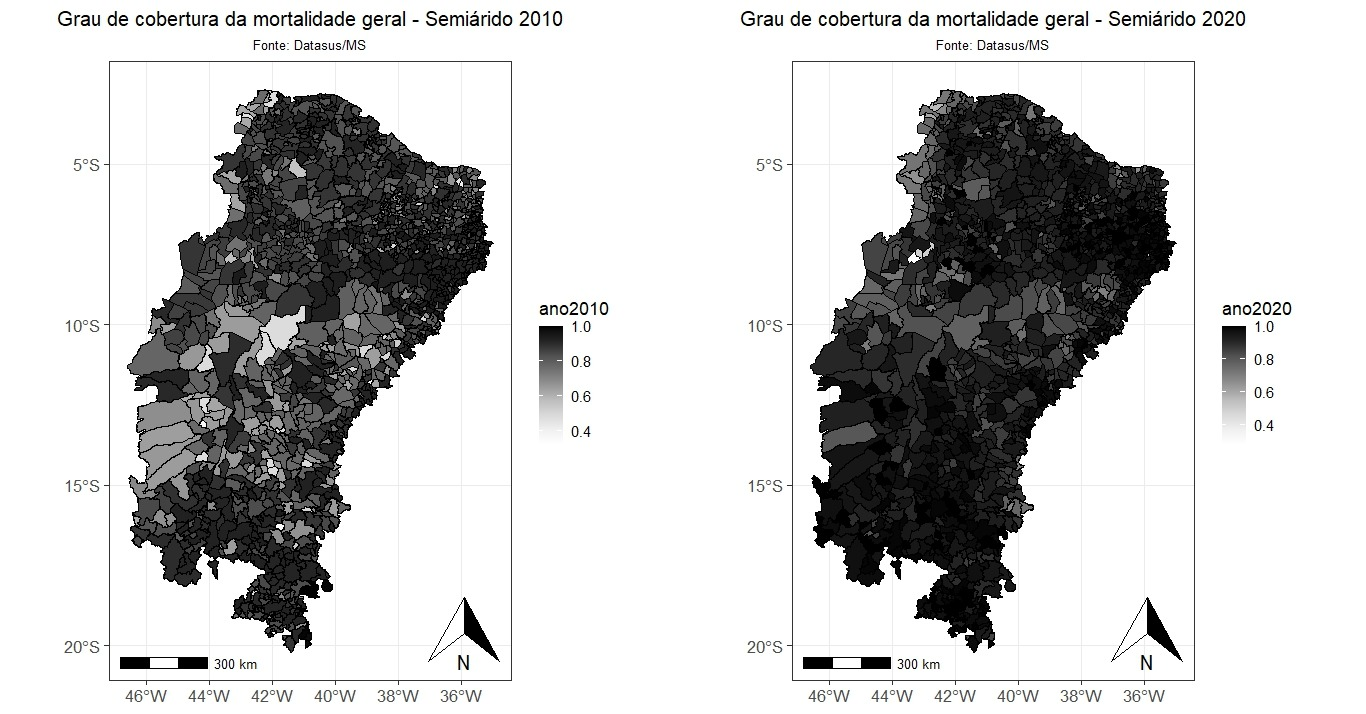 Grau de cobertura da mortalidade geral - Semiárido 2010
Fonte: Datasus/MS
5°S
10°S
15°S
20°S
46°W 44°W 42°W 40°W 38°W 36°W
300 km
N
ano2010
1.0
0.8
0.6
0.4
Grau de cobertura da mortalidade geral - Semiárido 2020
Fonte: Datasus/MS
5°S
10°S
15°S
20°S
46°W 44°W 42°W 40°W 38°W 36°W
300 km
N
ano2020
1.0
0.8
0.6
0.4